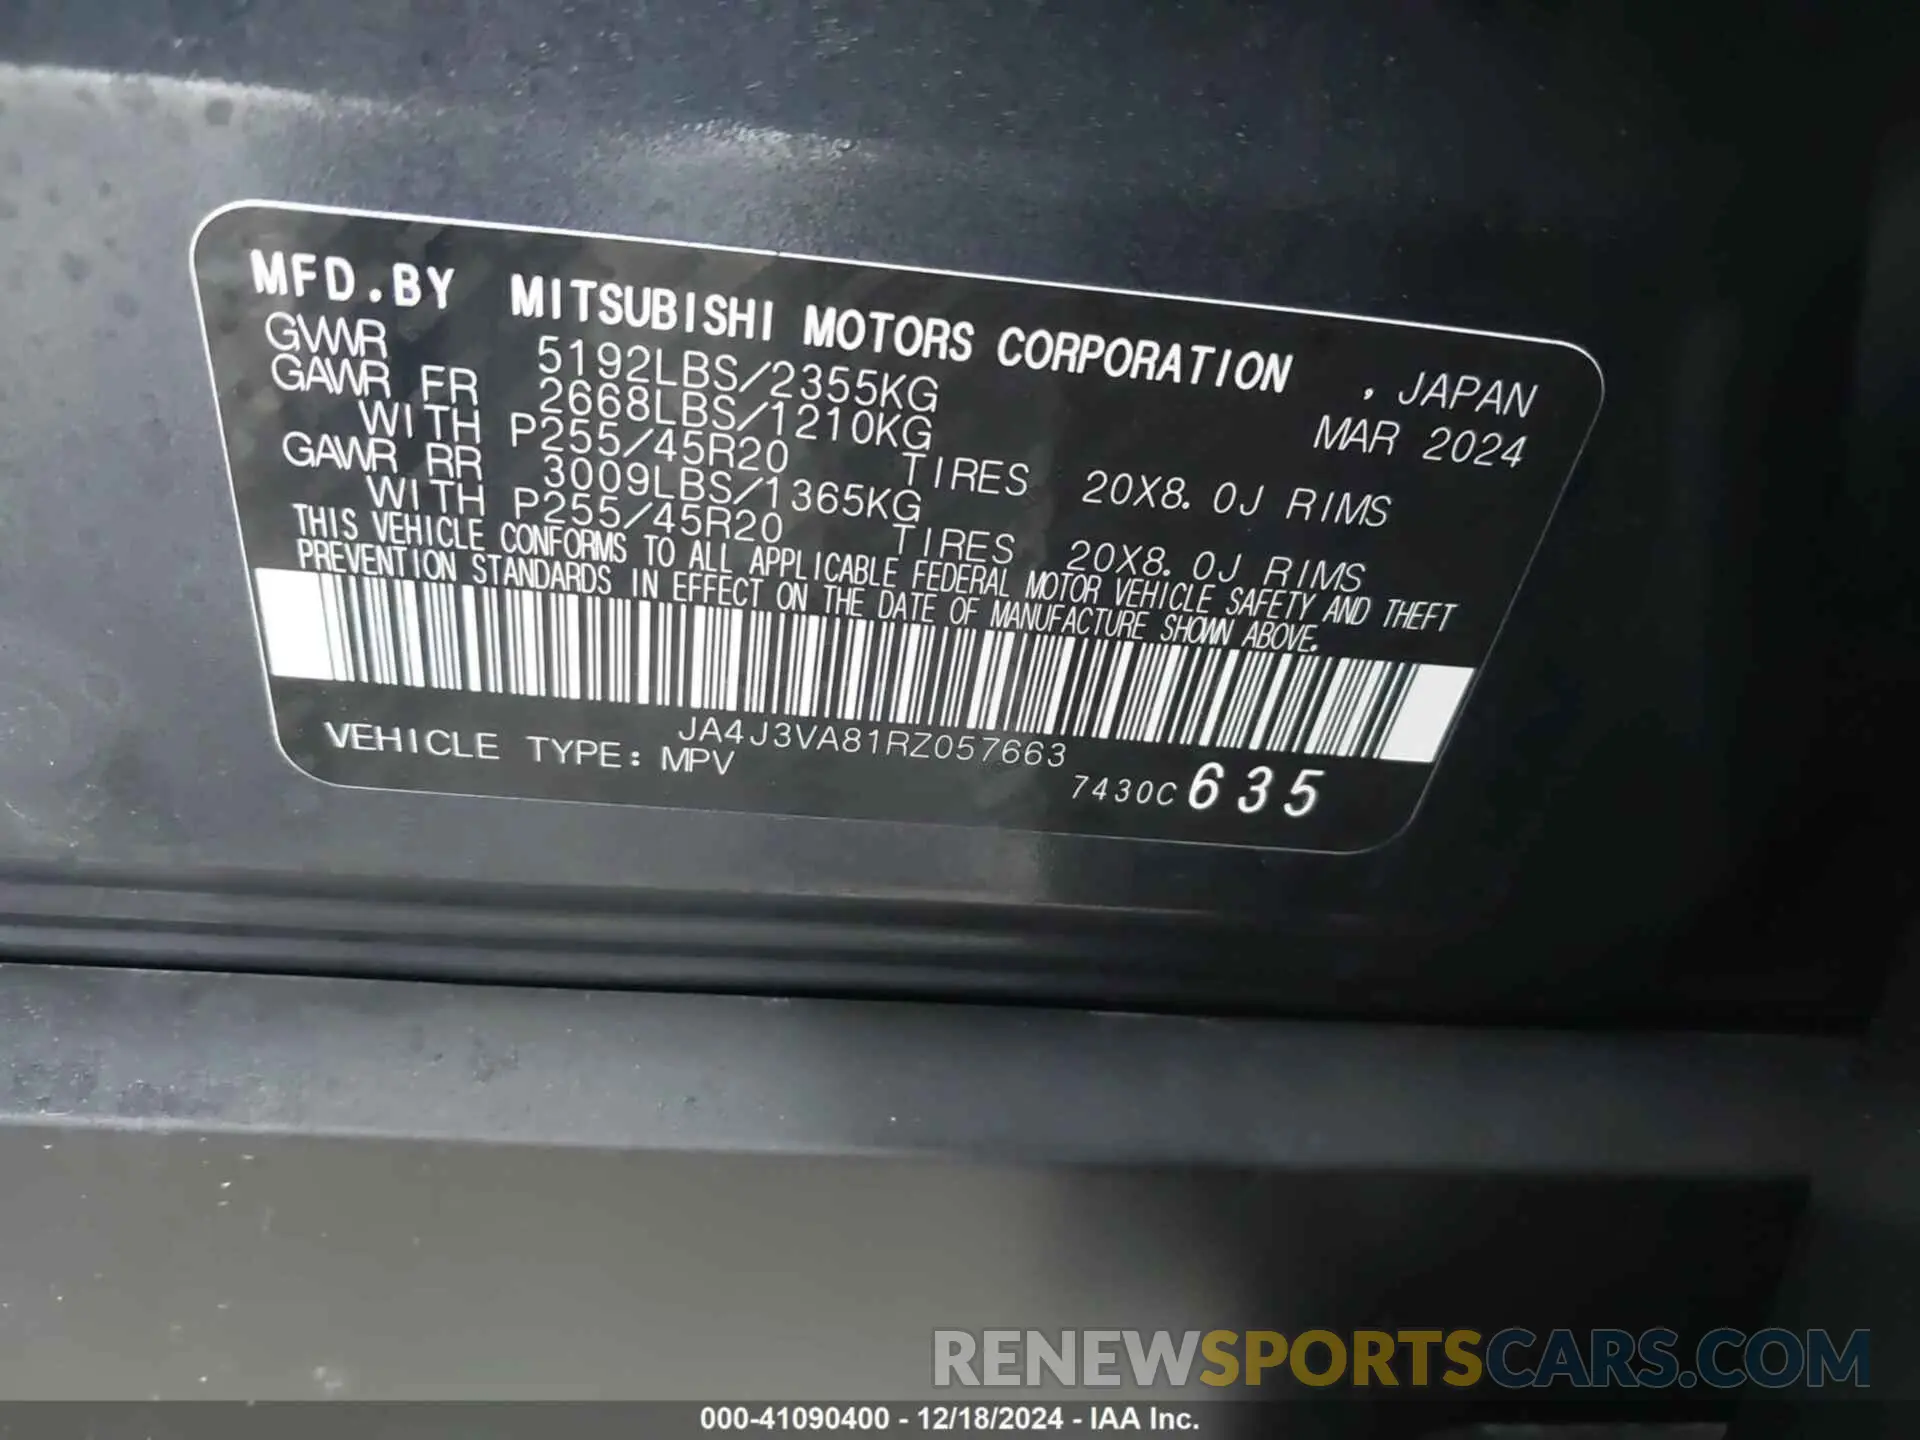 MFD.BY MITSUBISHI MOTORS CORPORATION , JAPAN
GVWR 5192LBS/2355KG MAR 2024
GAWR FR 2668LBS/1210KG
WITH P255/45R20 TIRES 20X8.0J RIMS
GAWR RR 3009LBS/1365KG
WITH P255/45R20 TIRES 20X8.0J RIMS
THIS VEHICLE CONFORMS TO ALL APPLICABLE FEDERAL MOTOR VEHICLE SAFETY AND THEFT
PREVENTION STANDARDS IN EFFECT ON THE DATE OF MANUFACTURE SHOWN ABOVE.
JA4J3VA81RZ057663
VEHICLE TYPE: MPV
7430C 635
RENEWSPORTSCARS.COM
000-41090400 - 12/18/2024 - IAA Inc.